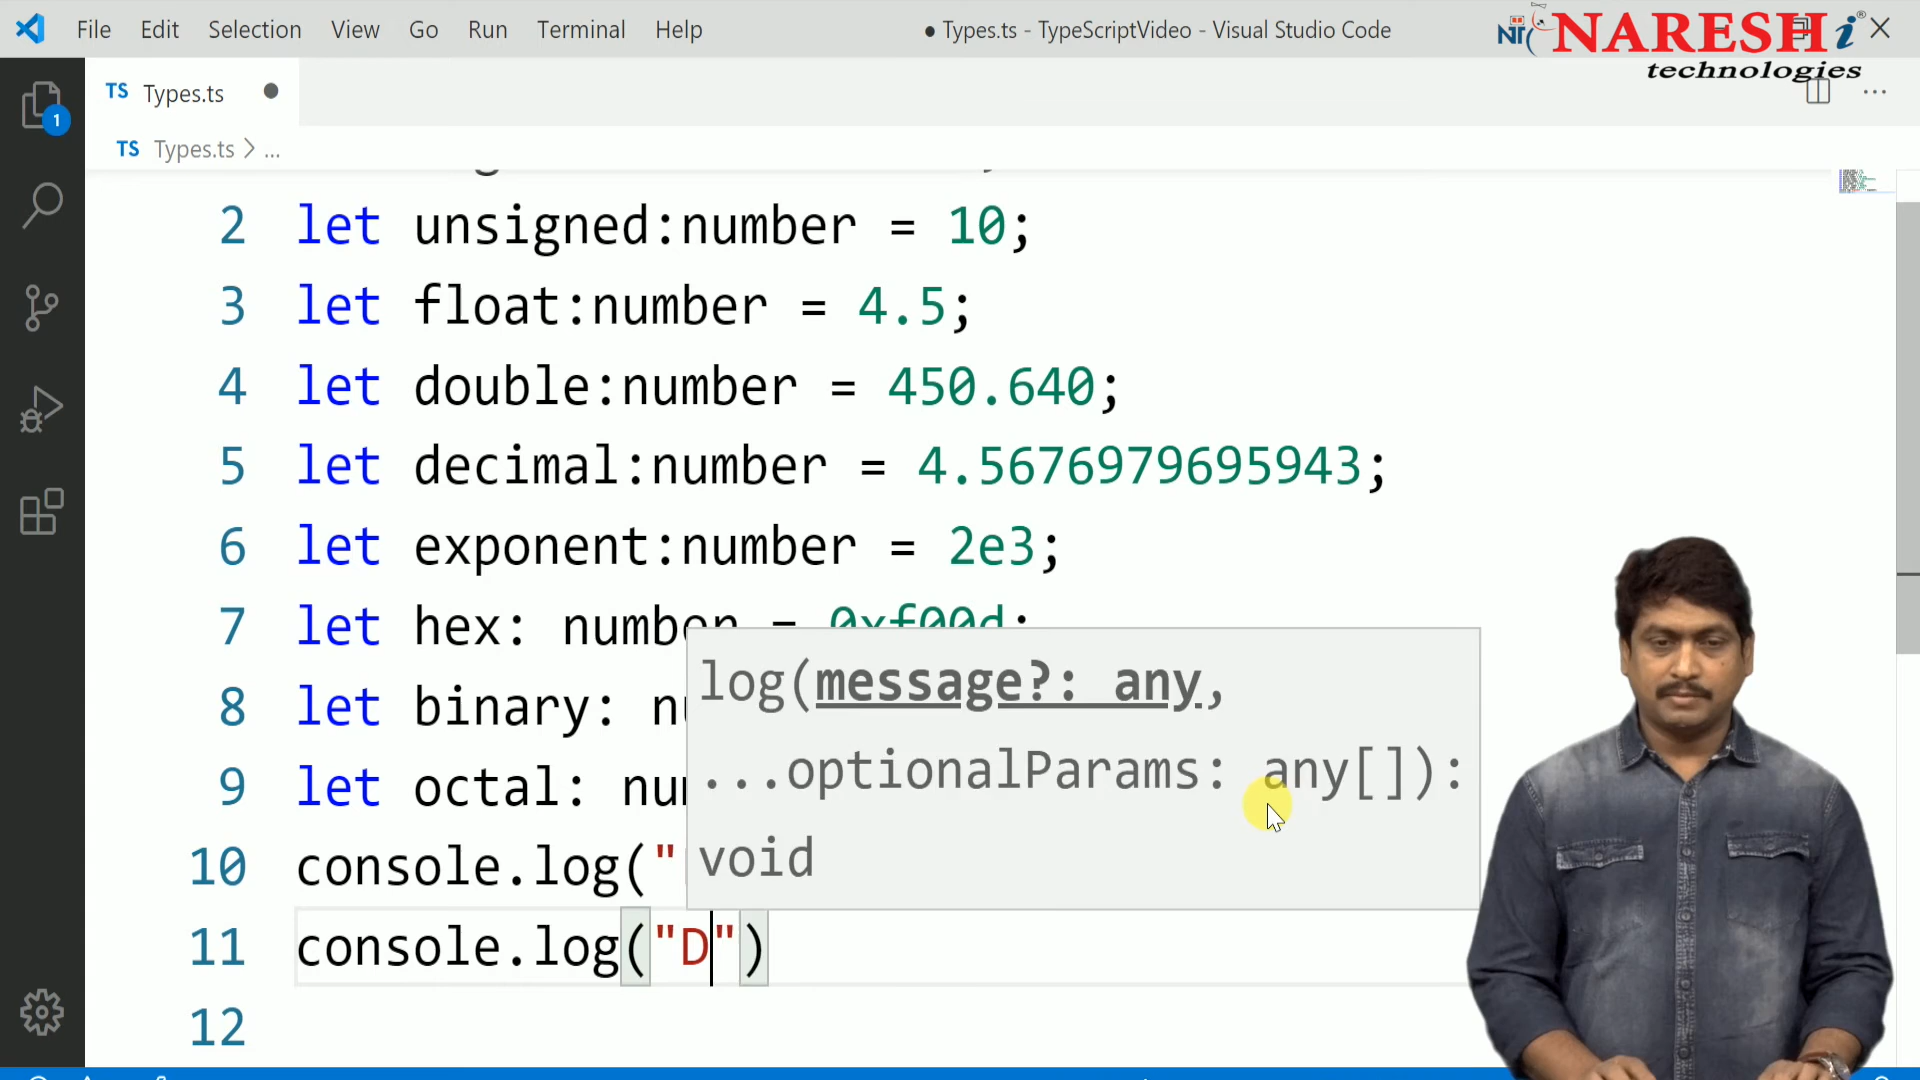 File Edit Selection View Go Run Terminal Help
● Types.ts - TypeScriptVideo - Visual Studio Code
NARESH i
technologies
TS Types.ts ●
1
TS Types.ts > ...
2 let unsigned:number = 10;
3 let float:number = 4.5;
4 let double:number = 450.640;
5 let decimal:number = 4.5676979695943;
6 let exponent:number = 2e3;
7 let hex: number = 0xf00d;
8 let binary:
9 let octal:
10 console.log("
11 console.log("D")
12
log(message?: any,
...optionalParams: any[]):
void